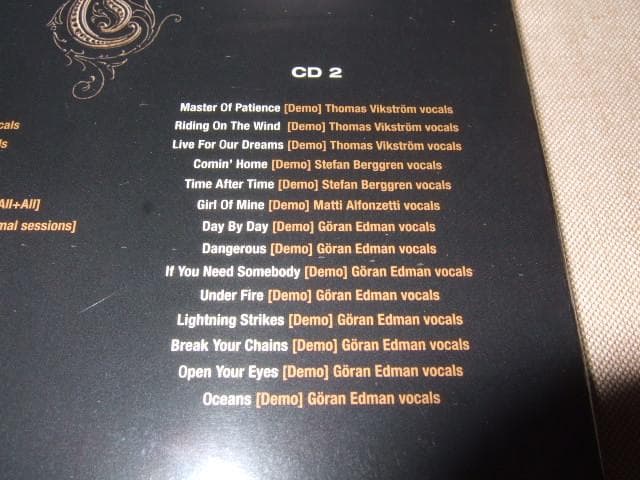 CD 2
Master Of Patience [Demo] Thomas Vikström vocals
Riding On The Wind [Demo] Thomas Vikström vocals
Live For Our Dreams [Demo] Thomas Vikström vocals
Comin' Home [Demo] Stefan Berggren vocals
Time After Time [Demo] Stefan Berggren vocals
Girl Of Mine [Demo] Matti Alfonzetti vocals
Day By Day [Demo] Göran Edman vocals
Dangerous [Demo] Göran Edman vocals
If You Need Somebody [Demo] Göran Edman vocals
Under Fire [Demo] Göran Edman vocals
Lightning Strikes [Demo] Göran Edman vocals
Break Your Chains [Demo] Göran Edman vocals
Open Your Eyes [Demo] Göran Edman vocals
Oceans [Demo] Göran Edman vocals
All+All]
sessions]